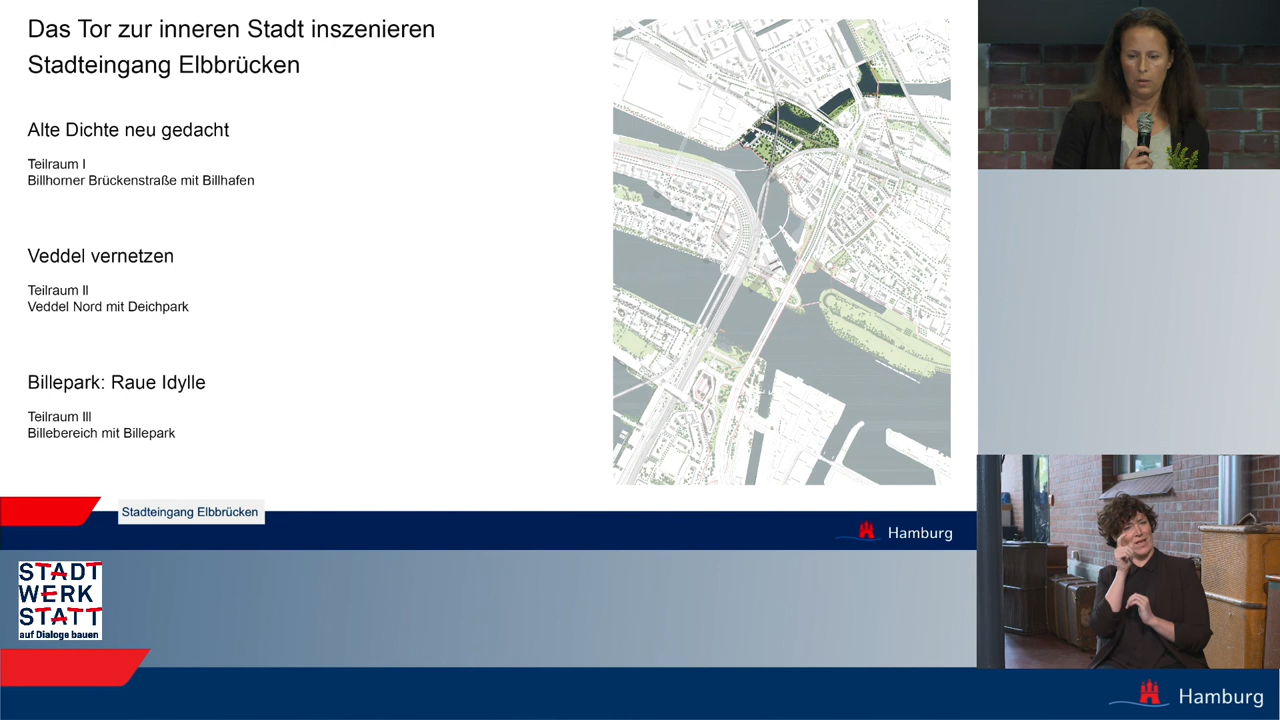 Das Tor zur inneren Stadt inszenieren
Stadteingang Elbbrücken
Alte Dichte neu gedacht
Teilraum I
Billhorner Brückenstraße mit Billhafen
Veddel vernetzen
Teilraum II
Veddel Nord mit Deichpark
Billepark: Raue Idylle
Teilraum III
Billebereich mit Billepark
Stadteingang Elbbrücken
Hamburg
STADT
WERK
STATT
auf Dialoge bauen
Hamburg